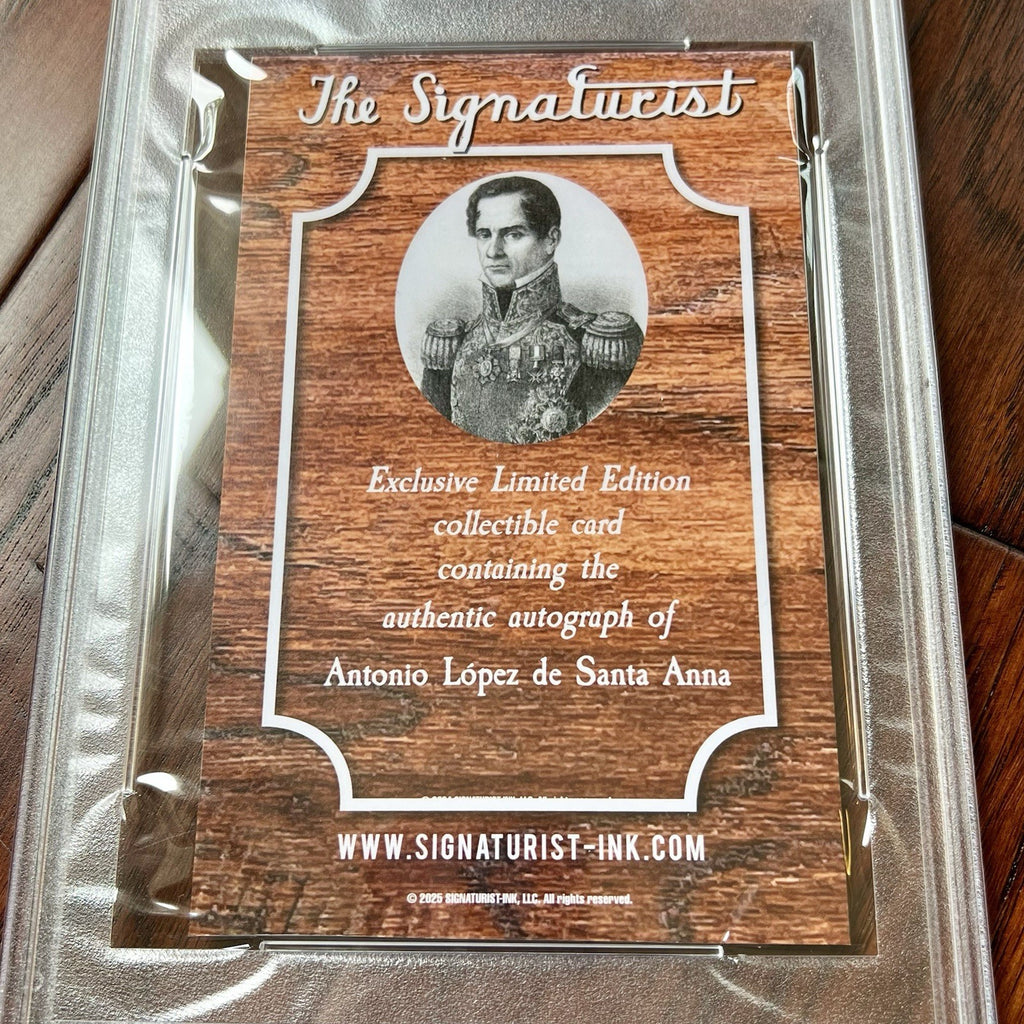 The Signaturist
Exclusive Limited Edition
collectible card
containing the
authentic autograph of
Antonio López de Santa Anna
WWW.SIGNATURIST-INK.COM
© 2025 SIGNATURIST-INK, LLC. All rights reserved.